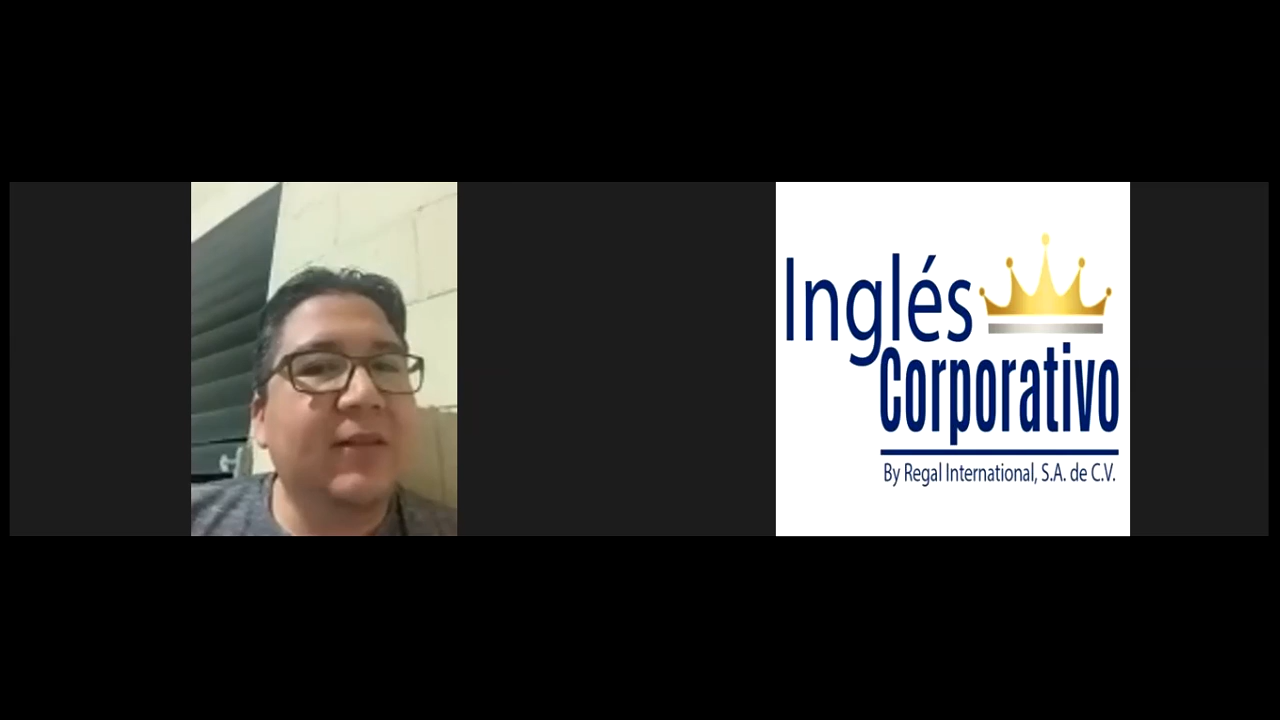 Inglés
Corporativo
By Regal International, S.A. de C.V.